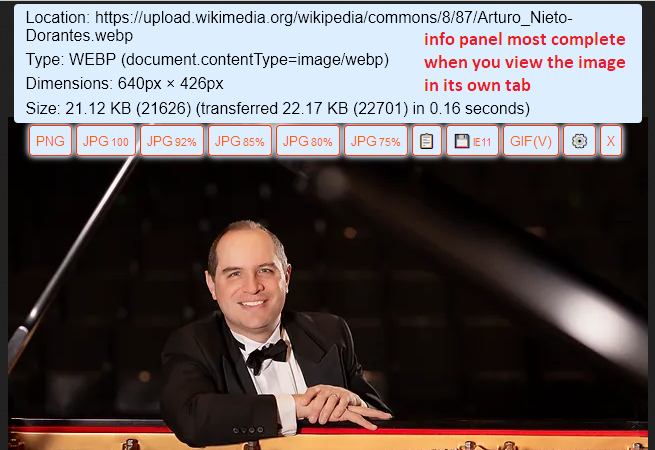 Location: https://upload.wikimedia.org/wikipedia/commons/8/87/Arturo_Nieto-
Dorantes.webp
info panel most complete
Type: WEBP (document.contentType=image/webp)
when you view the image
Dimensions: 640px × 426px
in its own tab
Size: 21.12 KB (21626) (transferred 22.17 KB (22701) in 0.16 seconds)
PNG JPG 100 JPG 92% JPG 85% JPG 80% JPG 75% IE11 GIF(V) X